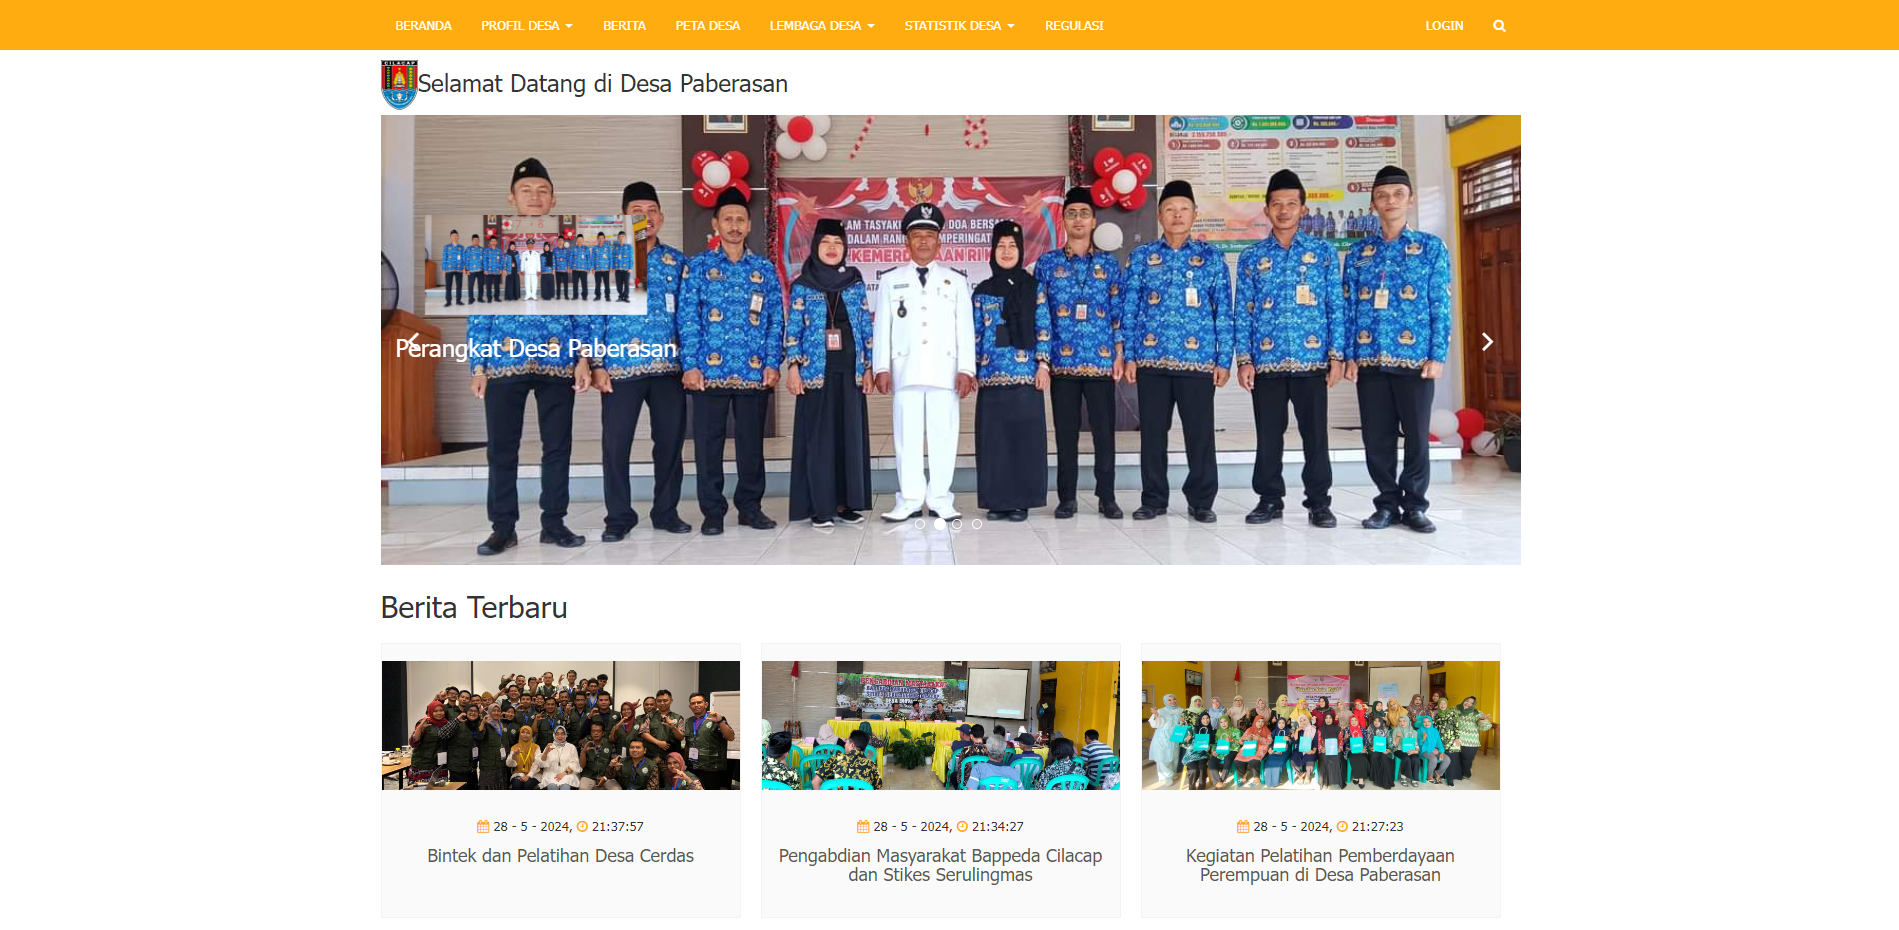 BERANDA PROFIL DESA BERITA PETA DESA LEMBAGA DESA STATISTIK DESA REGULASI LOGIN
CILACAP
Selamat Datang di Desa Paberasan
Perangkat Desa Paberasan
Berita Terbaru
28 - 5 - 2024, 21:37:57
Bintek dan Pelatihan Desa Cerdas
28 - 5 - 2024, 21:34:27
Pengabdian Masyarakat Bappeda Cilacap
dan Stikes Serulingmas
28 - 5 - 2024, 21:27:23
Kegiatan Pelatihan Pemberdayaan
Perempuan di Desa Paberasan